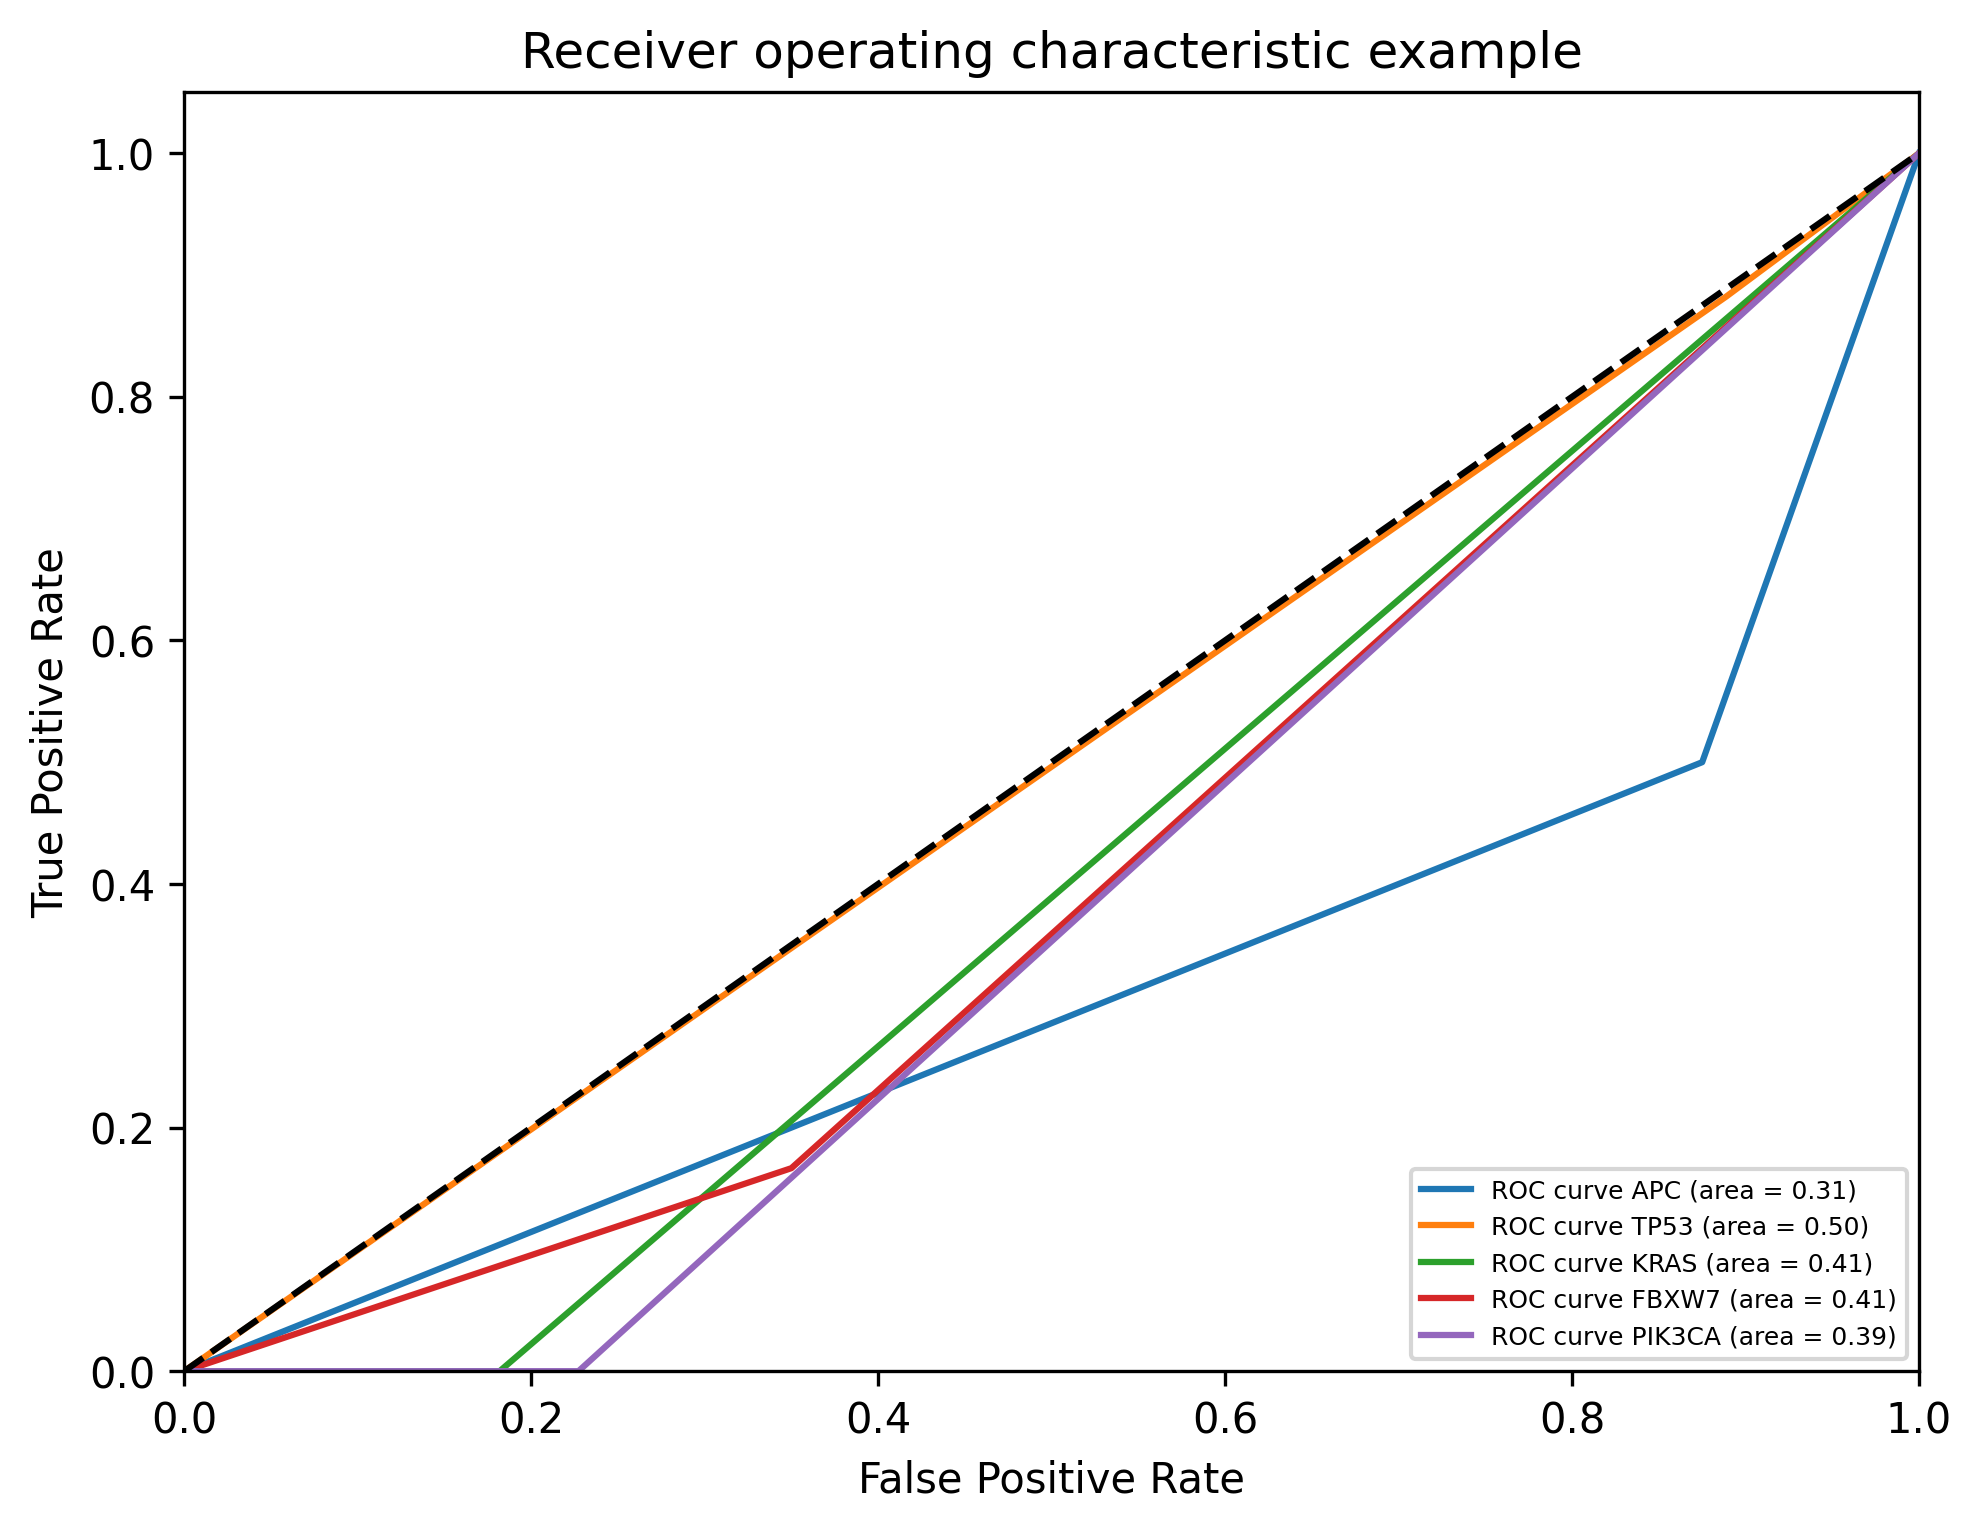 Receiver operating characteristic example
True Positive Rate
1.0
0.8
0.6
0.4
0.2
0.0
0.0 0.2 0.4 0.6 0.8 1.0
False Positive Rate
ROC curve APC (area = 0.31)
ROC curve TP53 (area = 0.50)
ROC curve KRAS (area = 0.41)
ROC curve FBXW7 (area = 0.41)
ROC curve PIK3CA (area = 0.39)